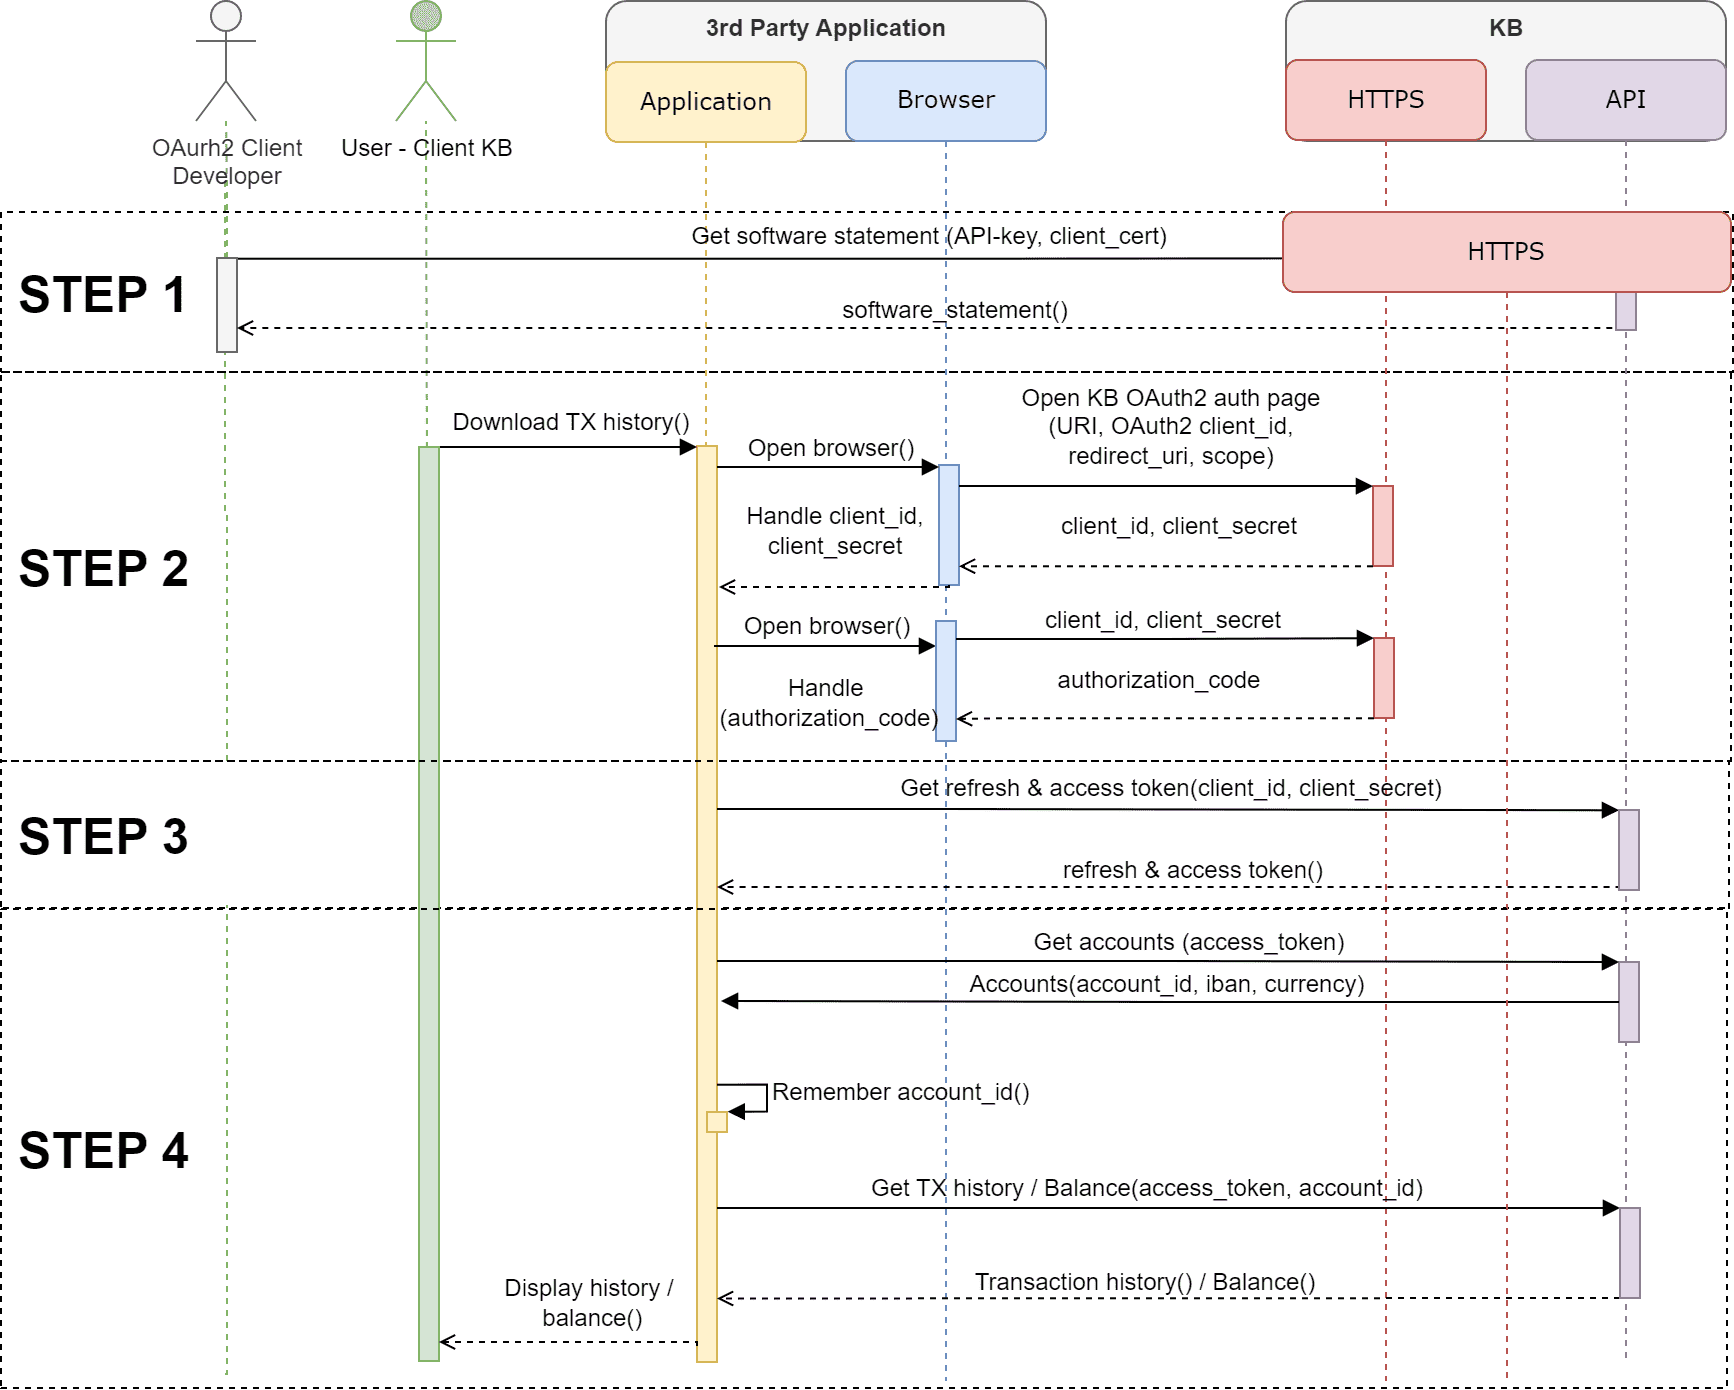 3rd Party Application
KB
Application
Browser
HTTPS
API
OAurh2 Client
Developer
User - Client KB
STEP 1
Get software statement (API-key, client_cert)
HTTPS
software_statement()
STEP 2
Download TX history()
Open browser()
Open KB OAuth2 auth page
(URI, OAuth2 client_id,
redirect_uri, scope)
Handle client_id,
client_secret
client_id, client_secret
Open browser()
client_id, client_secret
Handle
(authorization_code)
authorization_code
STEP 3
Get refresh & access token(client_id, client_secret)
refresh & access token()
STEP 4
Get accounts (access_token)
Accounts(account_id, iban, currency)
Remember account_id()
Get TX history / Balance(access_token, account_id)
Transaction history() / Balance()
Display history /
balance()